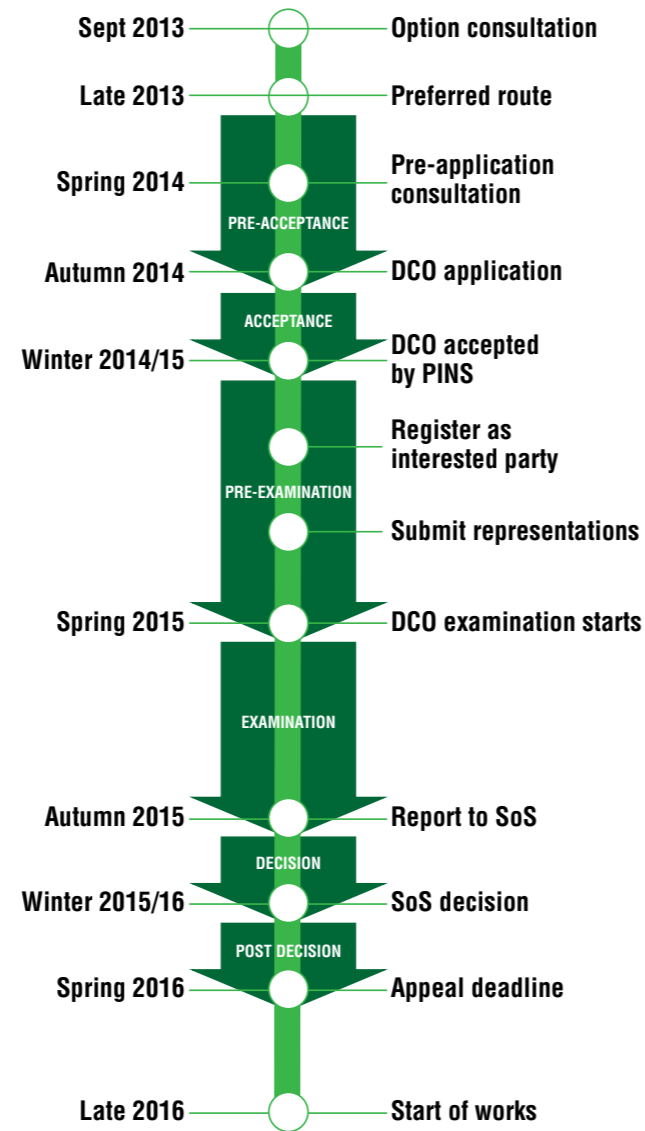 Sept 2013 Option consultation
Late 2013 Preferred route
Spring 2014 Pre-application
consultation
PRE-ACCEPTANCE
Autumn 2014 DCO application
ACCEPTANCE
Winter 2014/15 DCO accepted
by PINS
Register as
interested party
PRE-EXAMINATION
Submit representations
Spring 2015 DCO examination starts
EXAMINATION
Autumn 2015 Report to SoS
DECISION
Winter 2015/16 SoS decision
POST DECISION
Spring 2016 Appeal deadline
Late 2016 Start of works